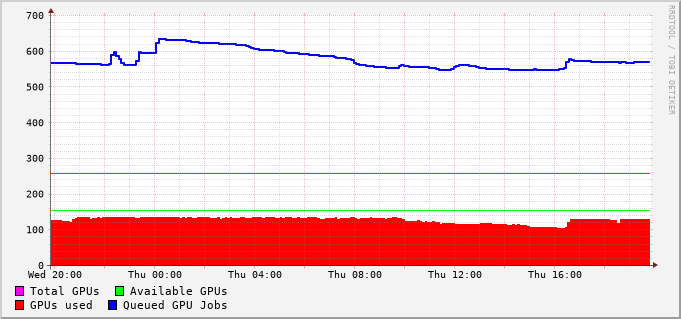 700
600
500
400
300
200
100
0
Wed 20:00 Thu 00:00 Thu 04:00 Thu 08:00 Thu 12:00 Thu 16:00
Total GPUs Available GPUs
GPUs used Queued GPU Jobs
RRDTOOL / TOBI OETIKER